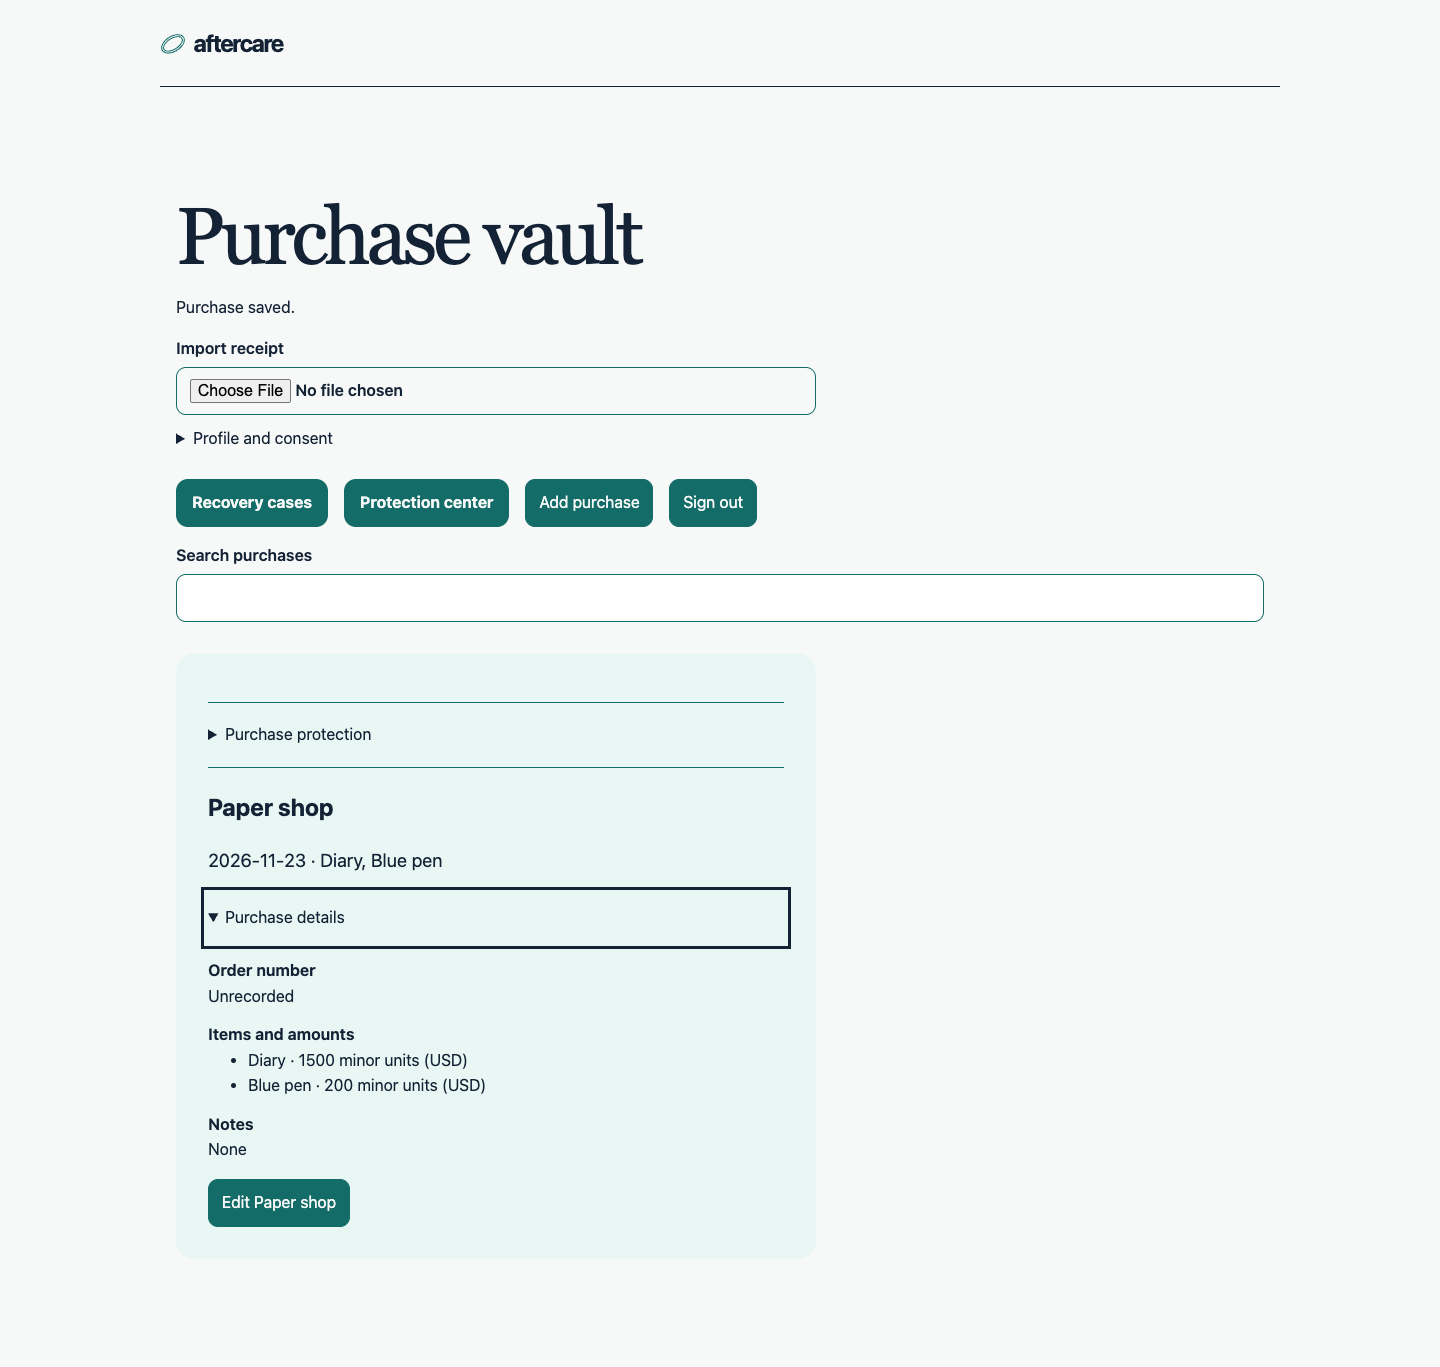 aftercare
Purchase vault
Purchase saved.
Import receipt
Choose File No file chosen
Profile and consent
Recovery cases Protection center Add purchase Sign out
Search purchases
Purchase protection
Paper shop
2026-11-23 · Diary, Blue pen
Purchase details
Order number
Unrecorded
Items and amounts
• Diary · 1500 minor units (USD)
• Blue pen · 200 minor units (USD)
Notes
None
Edit Paper shop